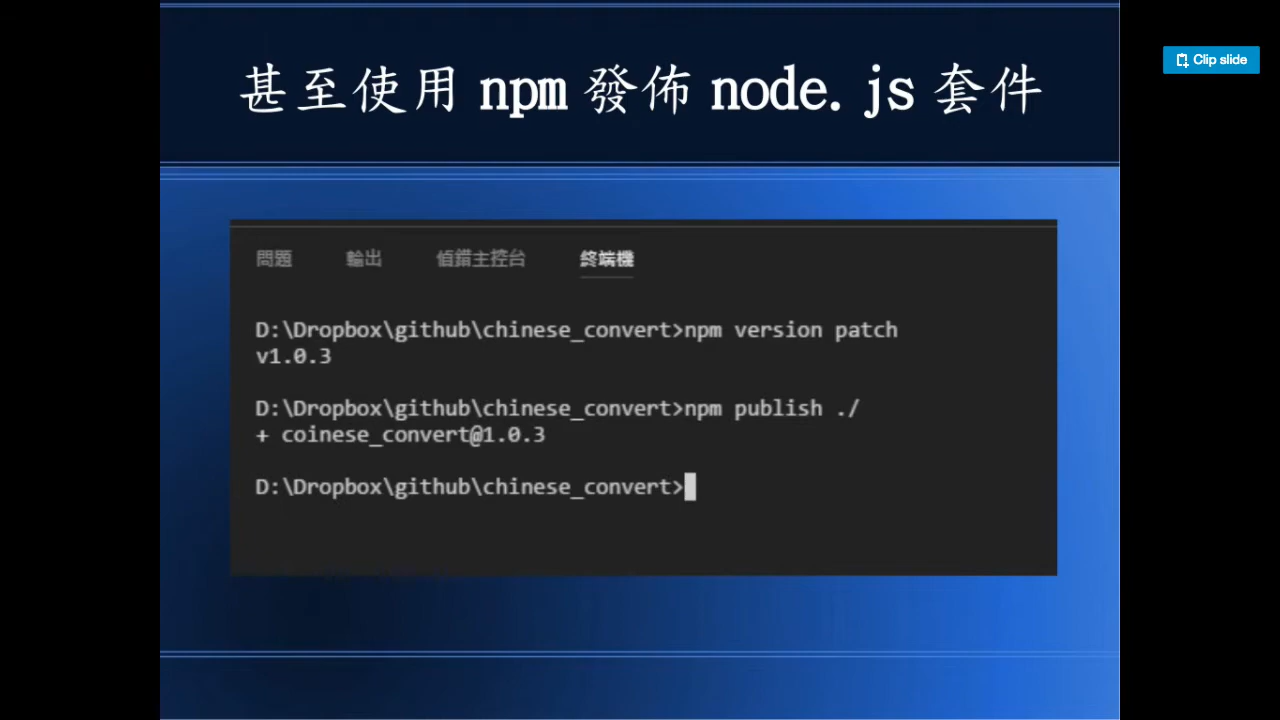 甚至使用 npm 發佈 node.js 套件
Clip slide
問題 輸出 偵錯主控台 終端機
D:\Dropbox\github\chinese_convert>npm version patch
v1.0.3
D:\Dropbox\github\chinese_convert>npm publish ./
+ coinese_convert@1.0.3
D:\Dropbox\github\chinese_convert>